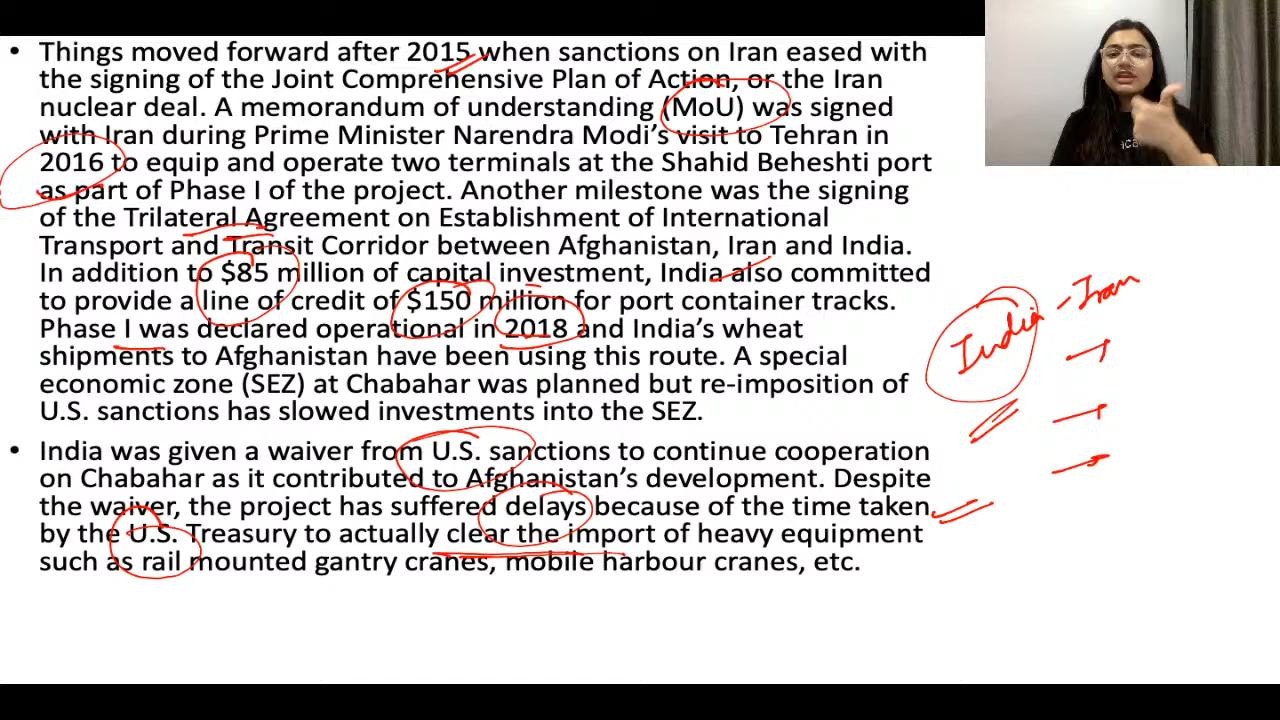 • Things moved forward after 2015 when sanctions on Iran eased with
the signing of the Joint Comprehensive Plan of Action, or the Iran
nuclear deal. A memorandum of understanding (MoU) was signed
with Iran during Prime Minister Narendra Modi's visit to Tehran in
2016 to equip and operate two terminals at the Shahid Beheshti port
as part of Phase I of the project. Another milestone was the signing
of the Trilateral Agreement on Establishment of International
Transport and Transit Corridor between Afghanistan, Iran and India.
In addition to $85 million of capital investment, India also committed
to provide a line of credit of $150 million for port container tracks.
Phase I was declared operational in 2018 and India's wheat
shipments to Afghanistan have been using this route. A special
economic zone (SEZ) at Chabahar was planned but re-imposition of
U.S. sanctions has slowed investments into the SEZ.
• India was given a waiver from U.S. sanctions to continue cooperation
on Chabahar as it contributed to Afghanistan's development. Despite
the waiver, the project has suffered delays because of the time taken
by the U.S. Treasury to actually clear the import of heavy equipment
such as rail mounted gantry cranes, mobile harbour cranes, etc.
India - Iran